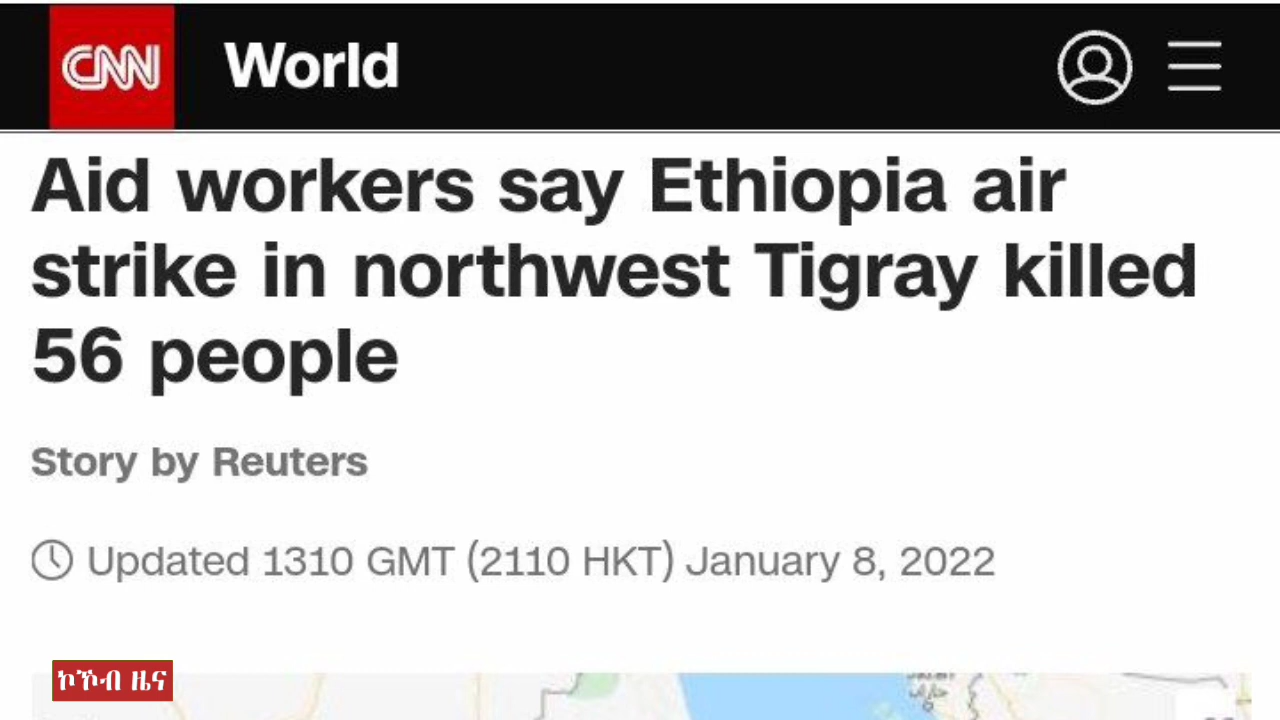 CNN World
Aid workers say Ethiopia air
strike in northwest Tigray killed
56 people
Story by Reuters
Updated 1310 GMT (2110 HKT) January 8, 2022
ኮኾብ ዜና
جازان